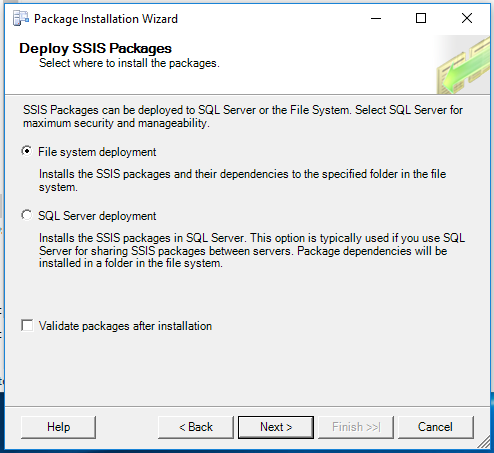 Package Installation Wizard
Deploy SSIS Packages
Select where to install the packages.
SSIS Packages can be deployed to SQL Server or the File System. Select SQL Server for
maximum security and manageability.
File system deployment
Installs the SSIS packages and their dependencies to the specified folder in the file
system.
SQL Server deployment
Installs the SSIS packages in SQL Server. This option is typically used if you use SQL
Server for sharing SSIS packages between servers. Package dependencies will be
installed in a folder in the file system.
Validate packages after installation
Help
< Back
Next >
Finish >>|
Cancel